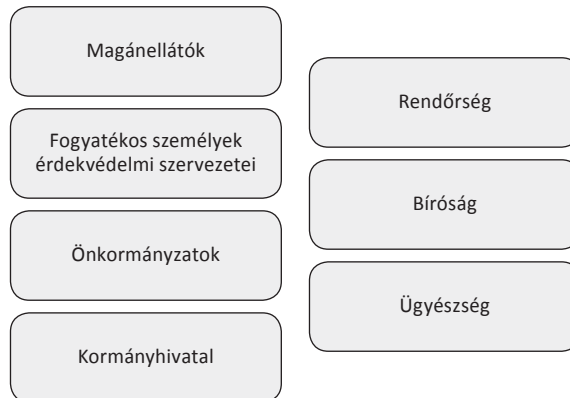 Magánellátók
Fogyatékos személyek
érdekvédelmi szervezetei
Önkormányzatok
Kormányhivatal
Rendőrség
Bíróság
Ügyészség